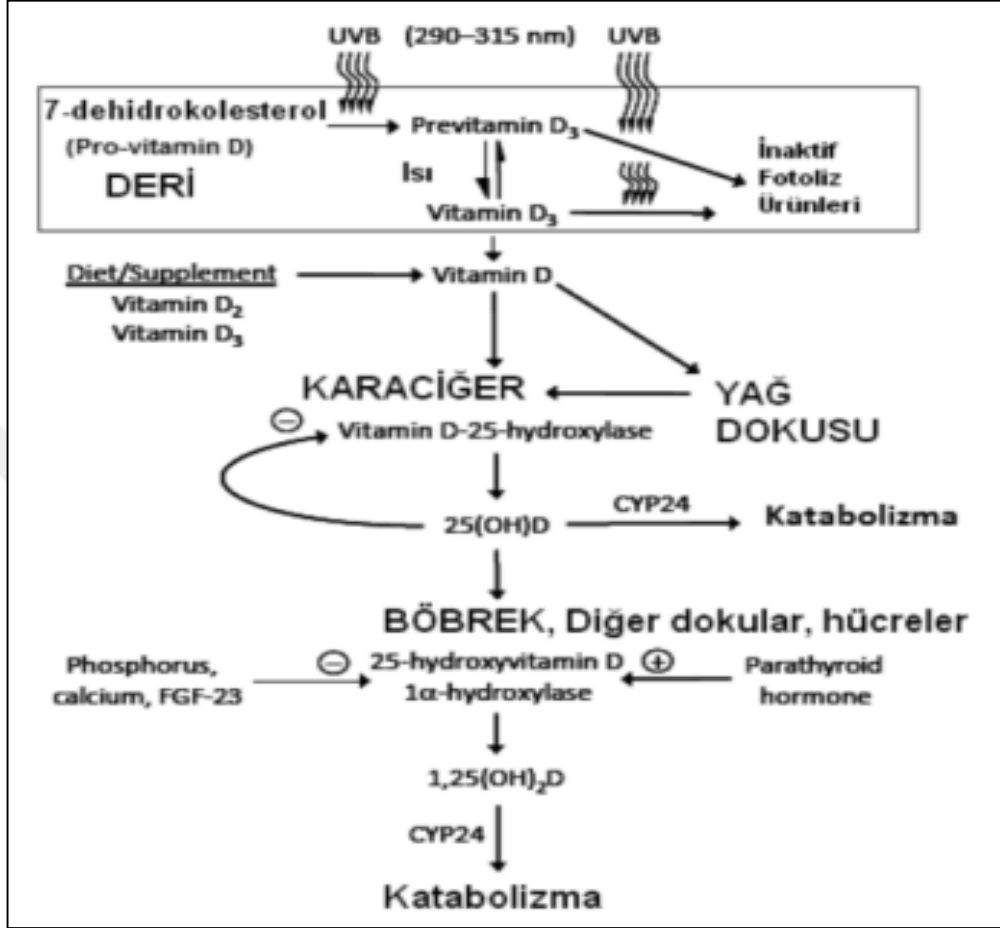 UVB (290–315 nm) UVB
7-dehidrokolesterol
(Pro-vitamin D)
DERİ
Previtamin D₃
Isı
Vitamin D₃
İnaktif
Fotoliz
Ürünleri
Diet/Supplement
Vitamin D₂
Vitamin D₃
Vitamin D
KARACİĞER
YAĞ
DOKUSU
− Vitamin D-25-hydroxylase
25(OH)D
CYP24
Katabolizma
BÖBREK, Diğer dokular, hücreler
Phosphorus,
calcium, FGF-23
− 25-hydroxyvitamin D +
1α-hydroxylase
Parathyroid
hormone
1,25(OH)₂D
CYP24
Katabolizma